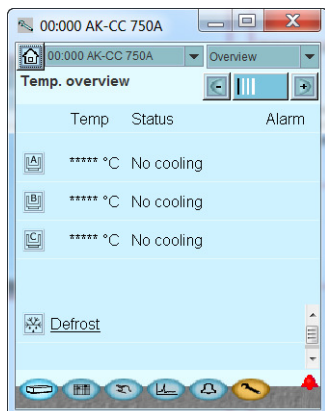 00:000 AK-CC 750A
00:000 AK-CC 750A Overview
Temp. overview
Temp Status Alarm
A ***** °C No cooling
B ***** °C No cooling
C ***** °C No cooling
Defrost